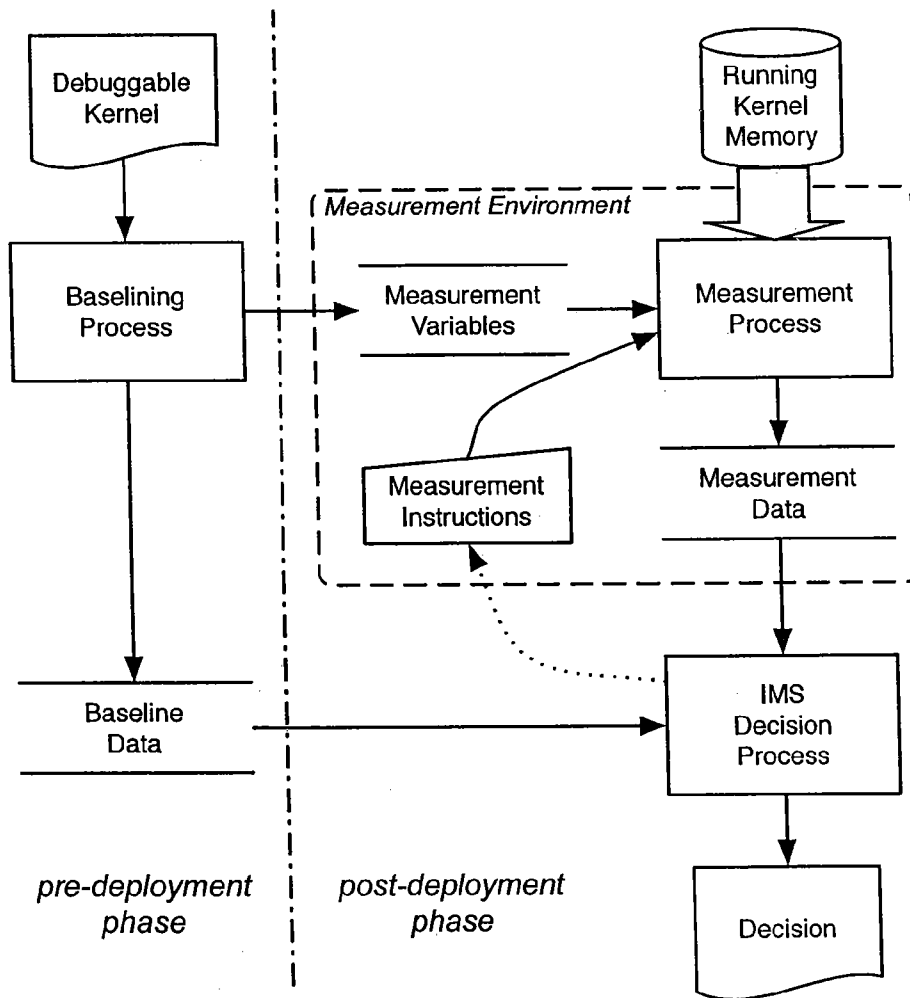 Debuggable
Kernel
Running
Kernel
Memory
Measurement Environment
Baselining
Process
Measurement
Variables
Measurement
Process
Measurement
Instructions
Measurement
Data
Baseline
Data
IMS
Decision
Process
pre-deployment
phase
post-deployment
phase
Decision